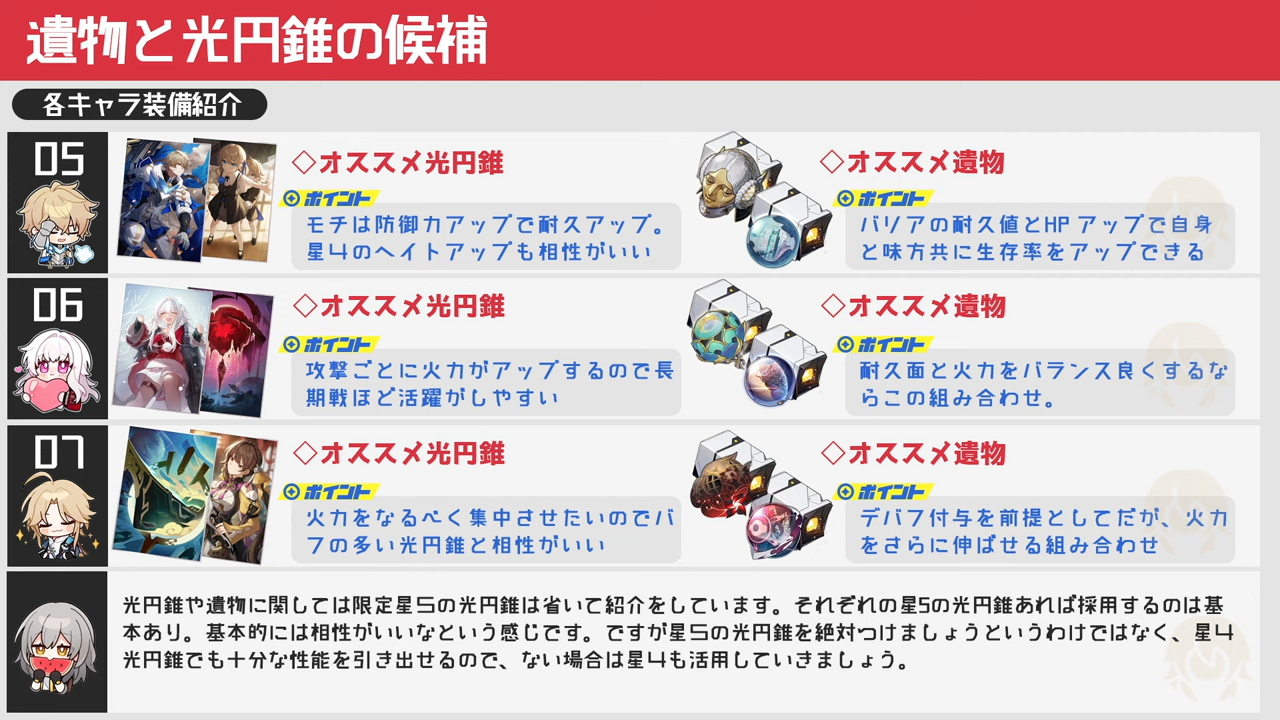 遺物と光円錐の候補
各キャラ装備紹介
05
◇オススメ光円錐
ポイント
モチは防御力アップで耐久アップ。
星4のヘイトアップも相性がいい
◇オススメ遺物
ポイント
バリアの耐久値とHPアップで自身
と味方共に生存率をアップできる
06
◇オススメ光円錐
ポイント
攻撃ごとに火力がアップするので長
期戦ほど活躍がしやすい
◇オススメ遺物
ポイント
耐久面と火力をバランス良くするな
らこの組み合わせ。
07
◇オススメ光円錐
ポイント
火力をなるべく集中させたいのでバ
フの多い光円錐と相性がいい
◇オススメ遺物
ポイント
デバフ付与を前提としてだが、火力
をさらに伸ばせる組み合わせ
光円錐や遺物に関しては限定星5の光円錐は省いて紹介をしています。それぞれの星5の光円錐あれば採用するのは基
本あり。基本的には相性がいいなという感じです。ですが星5の光円錐を絶対つけましょうというわけではなく、星4
光円錐でも十分な性能を引き出せるので、ない場合は星4も活用していきましょう。